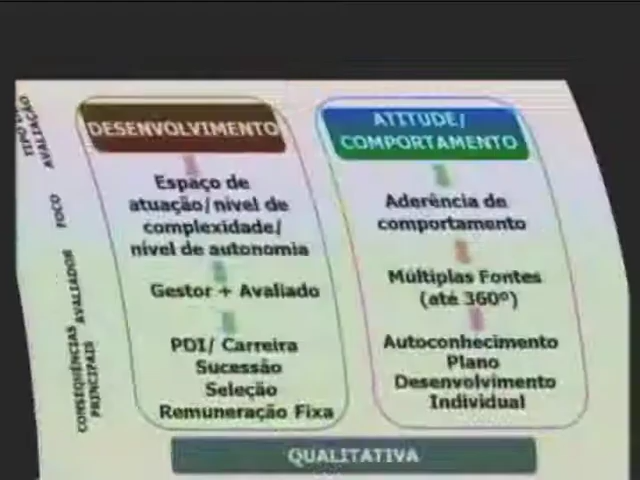 TIPO DE
AVALIAÇÃO
DESENVOLVIMENTO
ATITUDE/
COMPORTAMENTO
FOCO
Espaço de
atuação/nível de
complexidade/
nível de autonomia
Aderência de
comportamento
AVALIADOR
Gestor + Avaliado
Múltiplas Fontes
(até 360º)
CONSEQUÊNCIAS
PRINCIPAIS
PDI/ Carreira
Sucessão
Seleção
Remuneração Fixa
Autoconhecimento
Plano
Desenvolvimento
Individual
QUALITATIVA